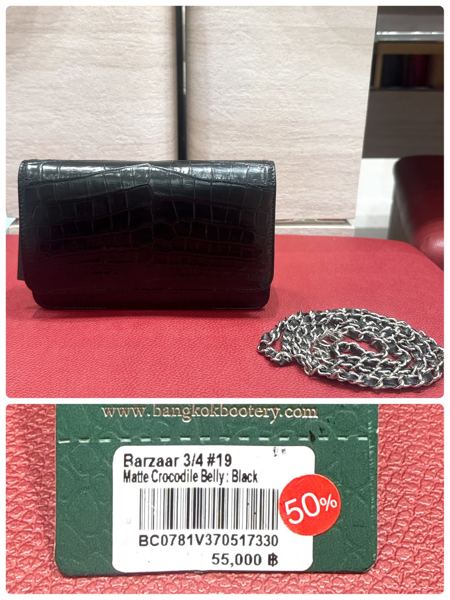 www.bangkokbootery.com
Barzaar 3/4 #19
Matte Crocodile Belly : Black
50%
BC0781V370517330
55,000 ฿